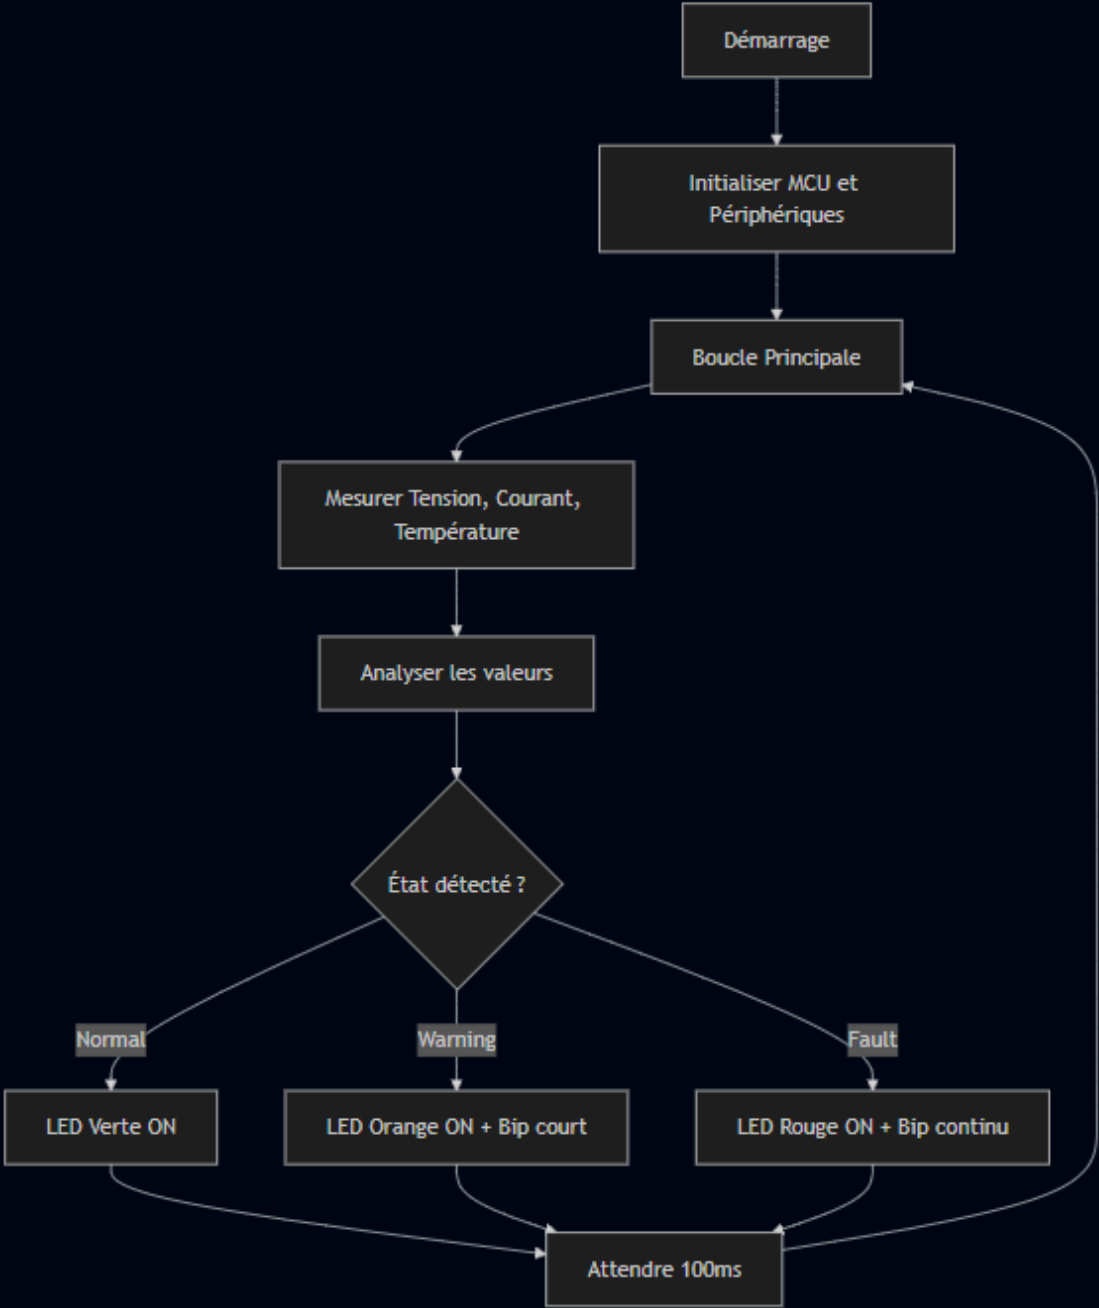 Démarrage
Initialiser MCU et
Périphériques
Boucle Principale
Mesurer Tension, Courant,
Température
Analyser les valeurs
État détecté ?
Normal
Warning
Fault
LED Verte ON
LED Orange ON + Bip court
LED Rouge ON + Bip continu
Attendre 100ms